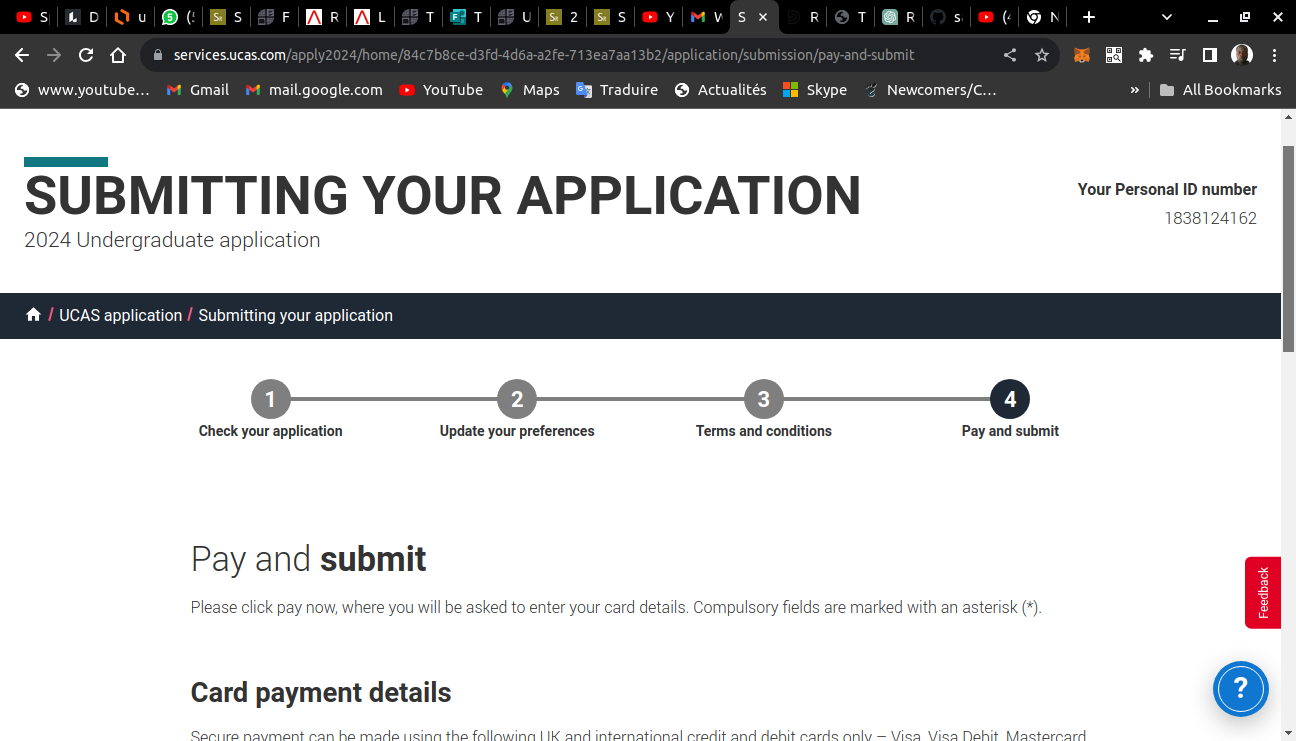 S
D
u
5
(5
St
S
F
R
L
T
T
U
St
2
St
S
Y
W
S
R
T
R
s
(4
N
services.ucas.com/apply2024/home/84c7b8ce-d3fd-4d6a-a2fe-713ea7aa13b2/application/submission/pay-and-submit
www.youtube... Gmail mail.google.com YouTube Maps Traduire Actualités Skype Newcomers/C... » All Bookmarks
SUBMITTING YOUR APPLICATION
2024 Undergraduate application
Your Personal ID number
1838124162
/ UCAS application / Submitting your application
1 2 3 4
Check your application Update your preferences Terms and conditions Pay and submit
Pay and submit
Please click pay now, where you will be asked to enter your card details. Compulsory fields are marked with an asterisk (*).
Feedback
?
Card payment details
Secure payment can be made using the following UK and international credit and debit cards only – Visa, Visa Debit, Mastercard